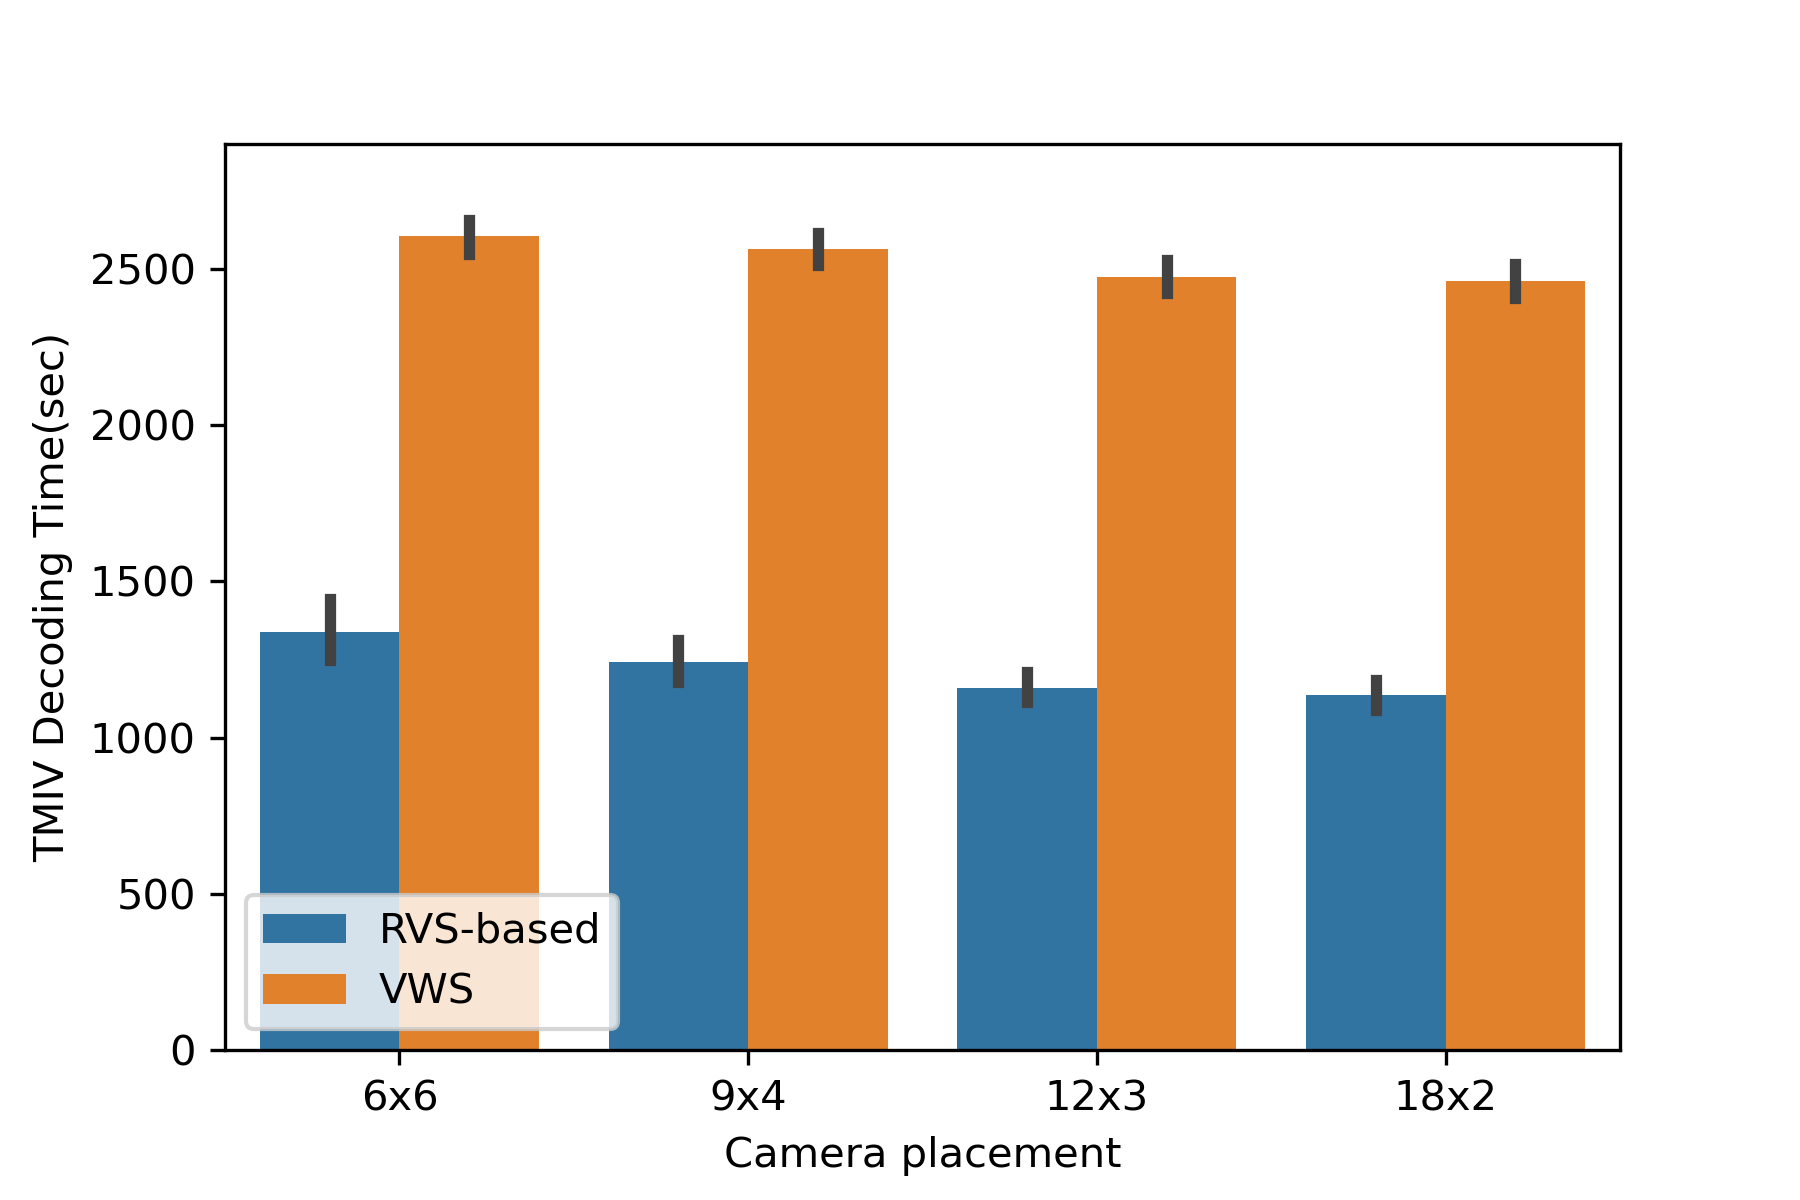 TMIV Decoding Time(sec)
2500
2000
1500
1000
500
0
RVS-based
VWS
6x6
9x4
12x3
18x2
Camera placement